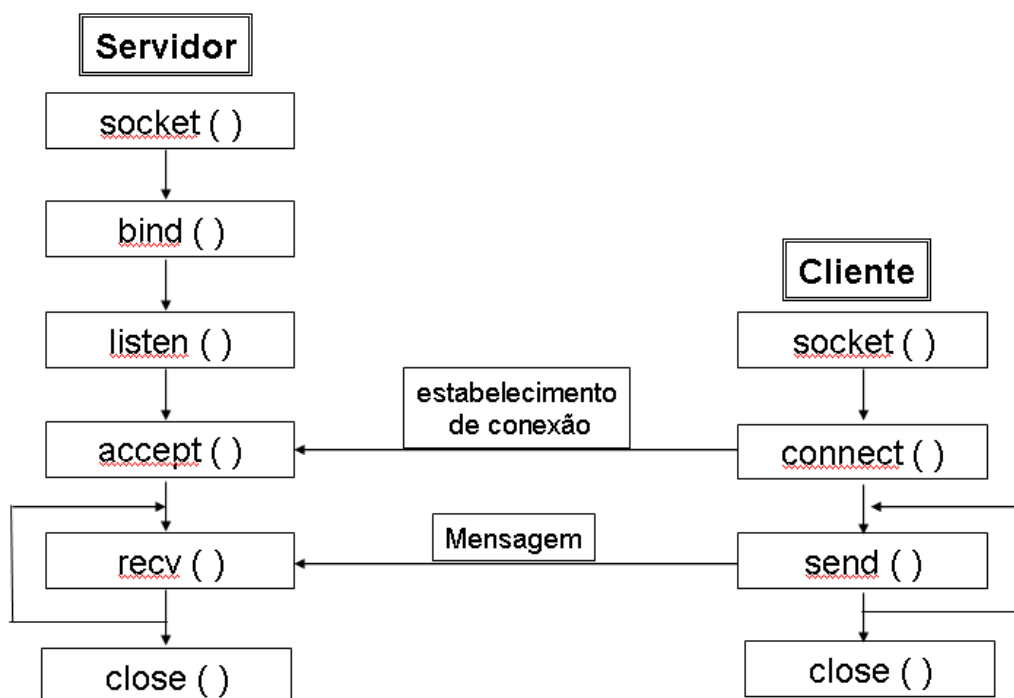 Servidor
socket ( )
bind ( )
listen ( )
accept ( )
recv ( )
close ( )
estabelecimento
de conexão
Mensagem
Cliente
socket ( )
connect ( )
send ( )
close ( )